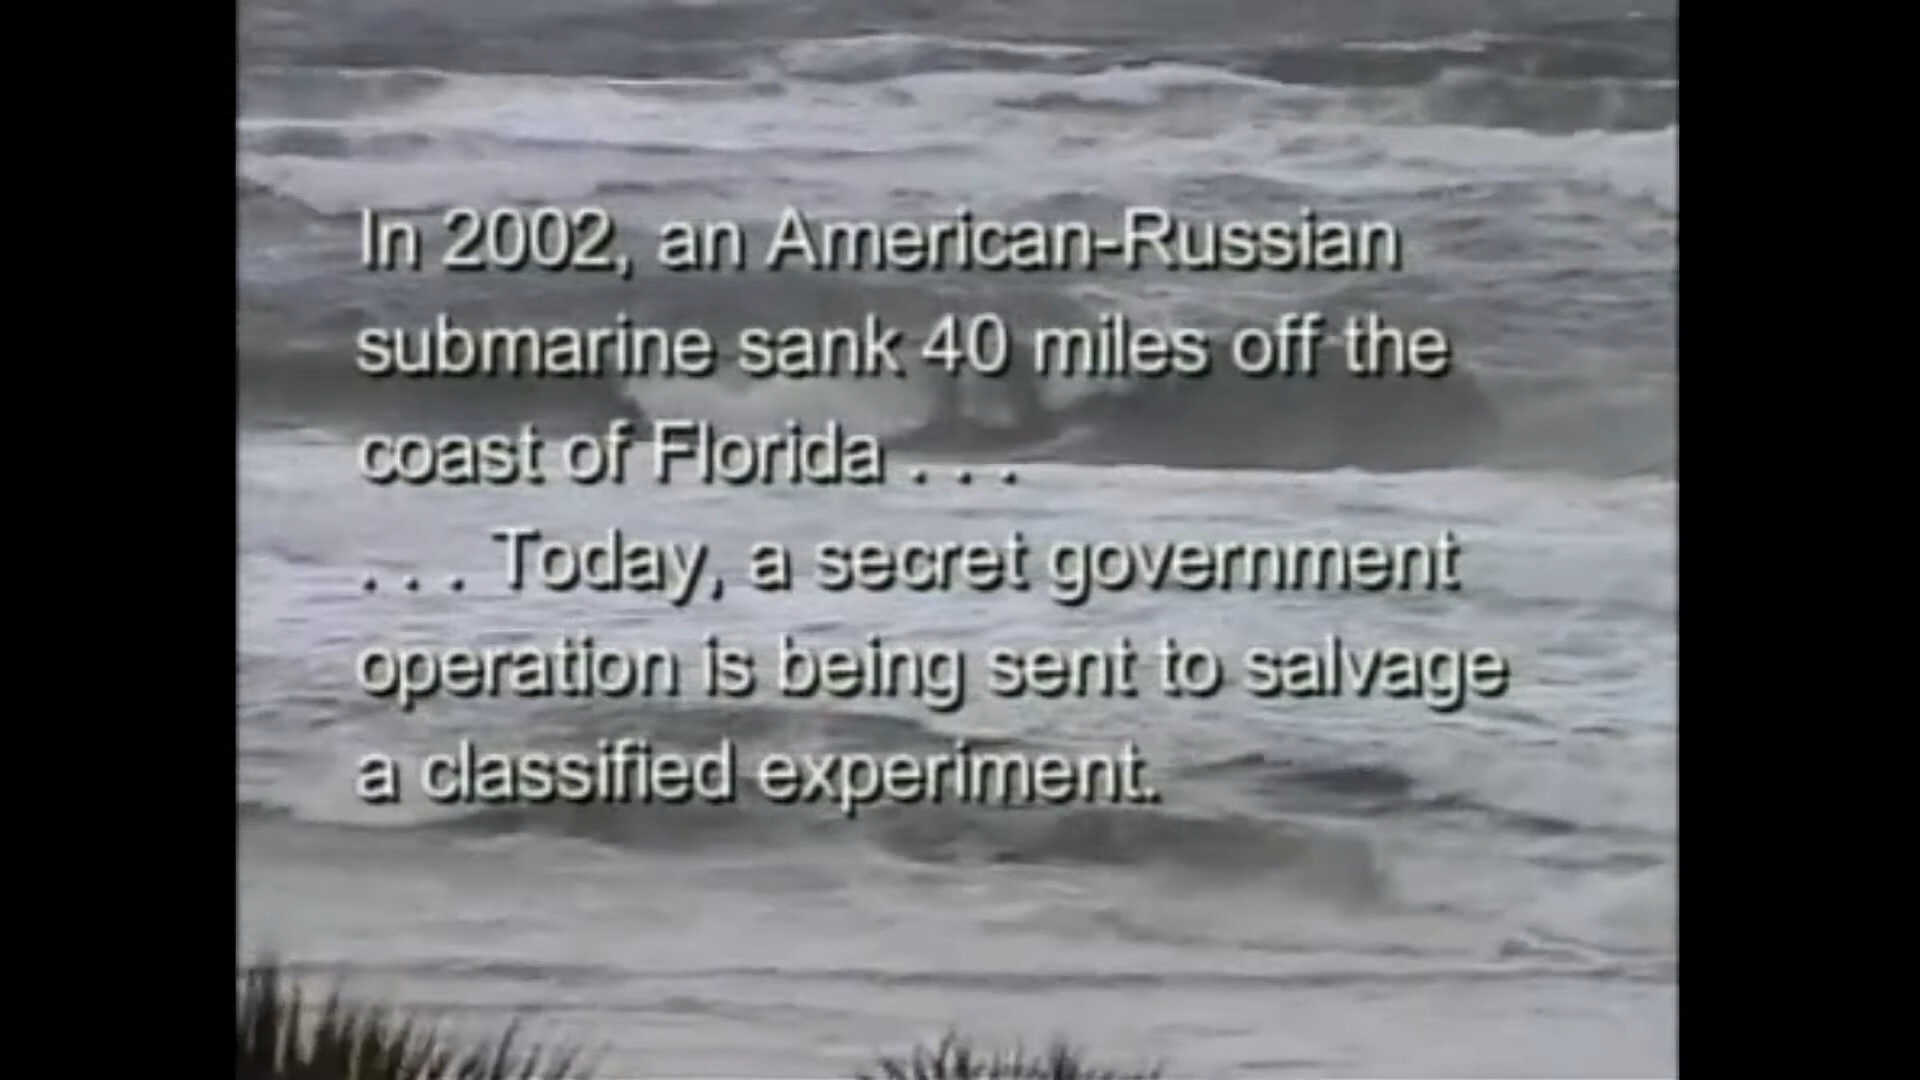 In 2002, an American-Russian
submarine sank 40 miles off the
coast of Florida . . .
. . . Today, a secret government
operation is being sent to salvage
a classified experiment.